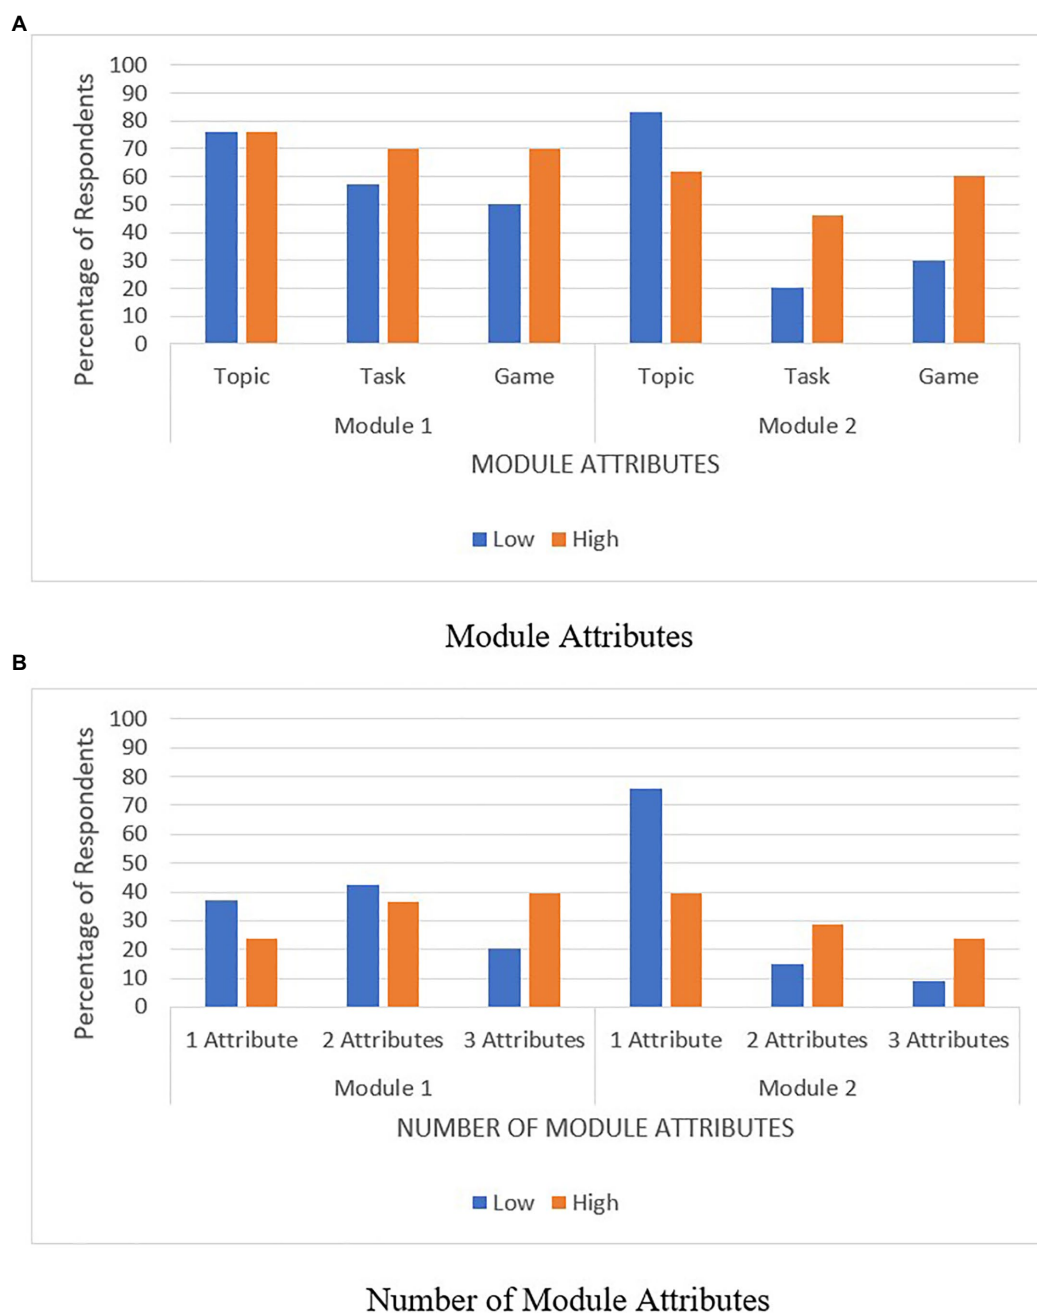 A
Percentage of Respondents
100
90
80
70
60
50
40
30
20
10
0
Topic Task Game Topic Task Game
Module 1 Module 2
MODULE ATTRIBUTES
Low High
Module Attributes
B
Percentage of Respondents
100
90
80
70
60
50
40
30
20
10
0
1 Attribute 2 Attributes 3 Attributes 1 Attribute 2 Attributes 3 Attributes
Module 1 Module 2
NUMBER OF MODULE ATTRIBUTES
Low High
Number of Module Attributes